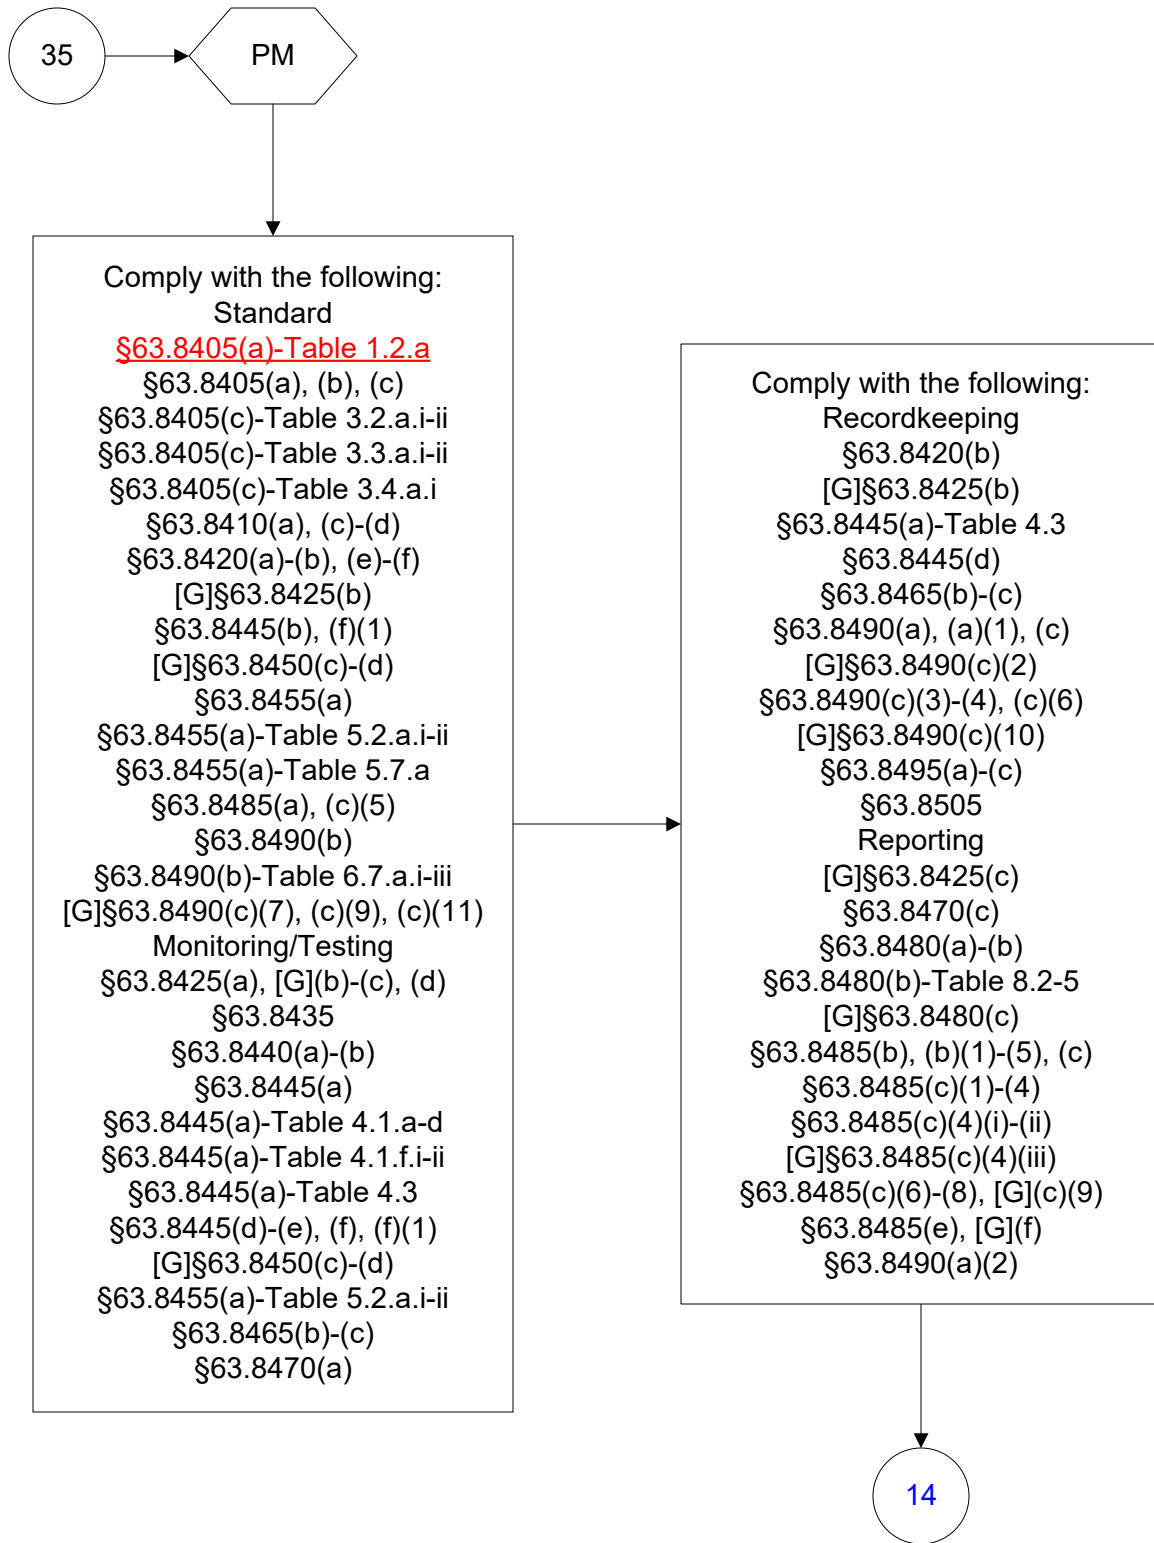 35
PM
Comply with the following:
Standard
§63.8405(a)-Table 1.2.a
§63.8405(a), (b), (c)
§63.8405(c)-Table 3.2.a.i-ii
§63.8405(c)-Table 3.3.a.i-ii
§63.8405(c)-Table 3.4.a.i
§63.8410(a), (c)-(d)
§63.8420(a)-(b), (e)-(f)
[G]§63.8425(b)
§63.8445(b), (f)(1)
[G]§63.8450(c)-(d)
§63.8455(a)
§63.8455(a)-Table 5.2.a.i-ii
§63.8455(a)-Table 5.7.a
§63.8485(a), (c)(5)
§63.8490(b)
§63.8490(b)-Table 6.7.a.i-iii
[G]§63.8490(c)(7), (c)(9), (c)(11)
Monitoring/Testing
§63.8425(a), [G](b)-(c), (d)
§63.8435
§63.8440(a)-(b)
§63.8445(a)
§63.8445(a)-Table 4.1.a-d
§63.8445(a)-Table 4.1.f.i-ii
§63.8445(a)-Table 4.3
§63.8445(d)-(e), (f), (f)(1)
[G]§63.8450(c)-(d)
§63.8455(a)-Table 5.2.a.i-ii
§63.8465(b)-(c)
§63.8470(a)
Comply with the following:
Recordkeeping
§63.8420(b)
[G]§63.8425(b)
§63.8445(a)-Table 4.3
§63.8445(d)
§63.8465(b)-(c)
§63.8490(a), (a)(1), (c)
[G]§63.8490(c)(2)
§63.8490(c)(3)-(4), (c)(6)
[G]§63.8490(c)(10)
§63.8495(a)-(c)
§63.8505
Reporting
[G]§63.8425(c)
§63.8470(c)
§63.8480(a)-(b)
§63.8480(b)-Table 8.2-5
[G]§63.8480(c)
§63.8485(b), (b)(1)-(5), (c)
§63.8485(c)(1)-(4)
§63.8485(c)(4)(i)-(ii)
[G]§63.8485(c)(4)(iii)
§63.8485(c)(6)-(8), [G](c)(9)
§63.8485(e), [G](f)
§63.8490(a)(2)
14